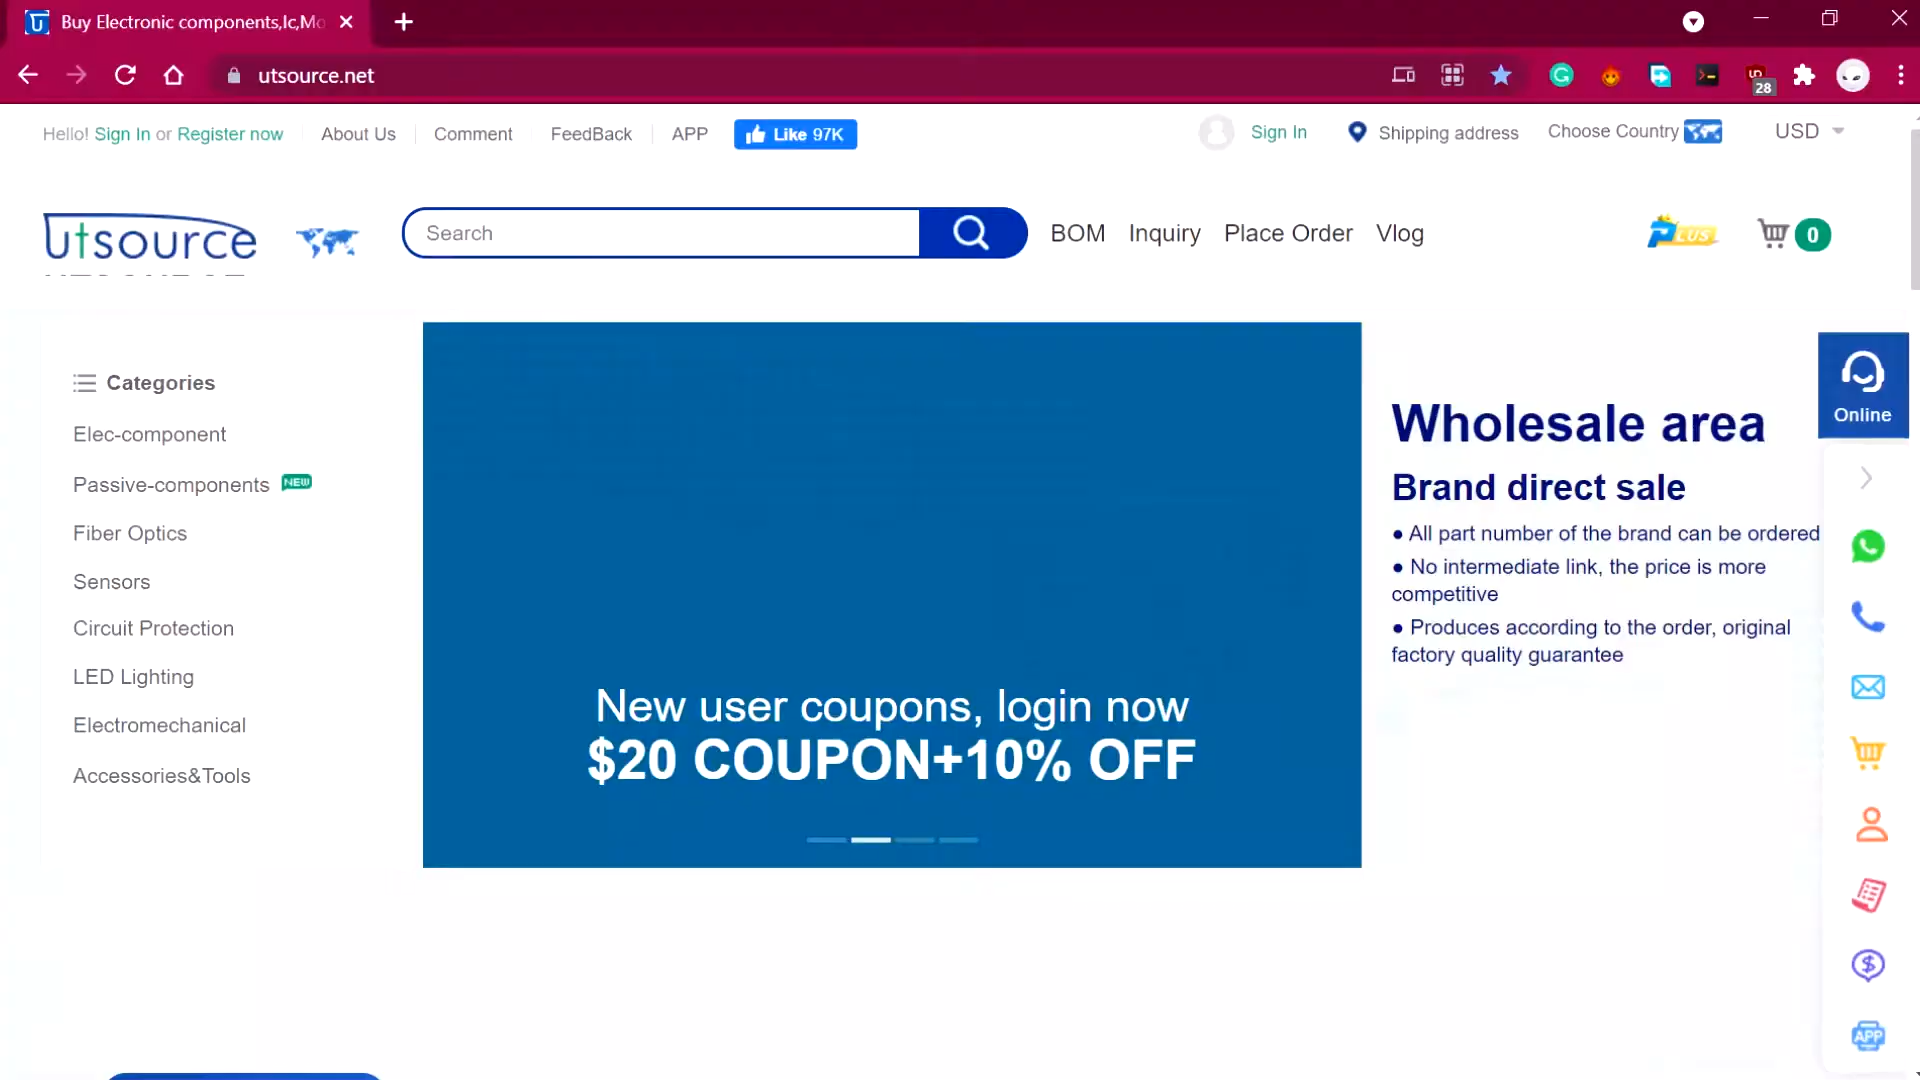 Buy Electronic components,Ic,Mo
utsource.net
28
Hello! Sign In or Register now
About Us
Comment
FeedBack
APP
Like 97K
Sign In
Shipping address
Choose Country
USD
utsource
Search
BOM
Inquiry
Place Order
Vlog
PLUS
0
Categories
Elec-component
Passive-components NEW
Fiber Optics
Sensors
Circuit Protection
LED Lighting
Electromechanical
Accessories&Tools
New user coupons, login now
$20 COUPON+10% OFF
Wholesale area
Brand direct sale
● All part number of the brand can be ordered
● No intermediate link, the price is more
competitive
● Produces according to the order, original
factory quality guarantee
Online
APP